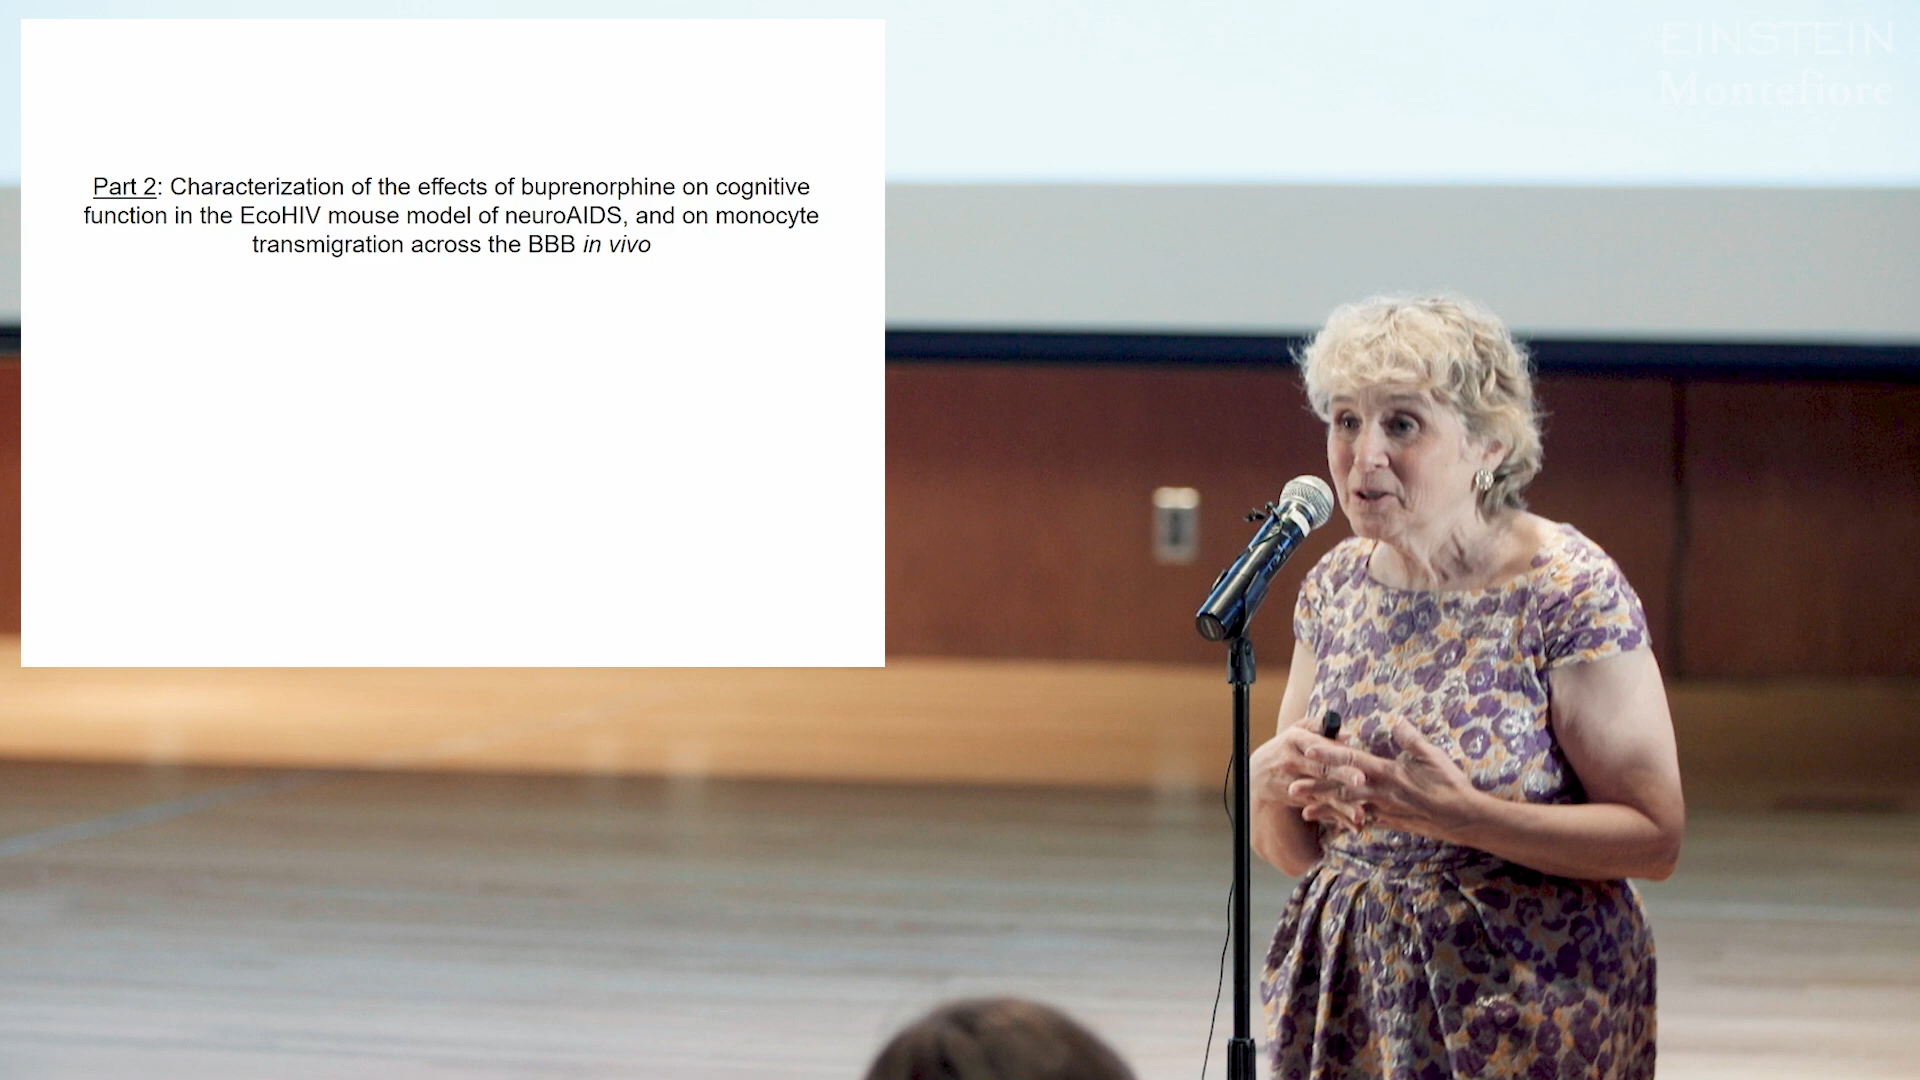 Part 2: Characterization of the effects of buprenorphine on cognitive
function in the EcoHIV mouse model of neuroAIDS, and on monocyte
transmigration across the BBB in vivo
EINSTEIN
Montefiore